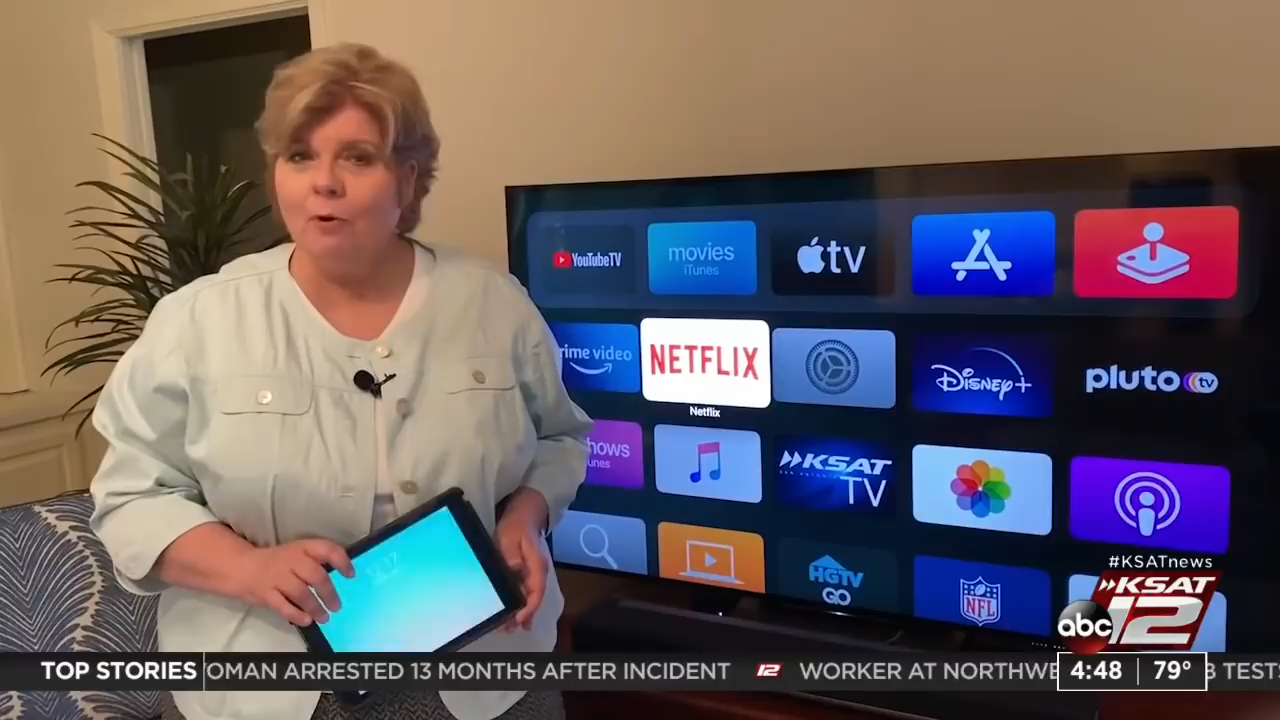 YouTubeTV
movies
iTunes
tv
rime video
NETFLIX
Netflix
Disney+
pluto tv
hows
unes
KSAT
TV
HGTV
GO
NFL
#KSATnews
KSAT
abc 12
TOP STORIES OMAN ARRESTED 13 MONTHS AFTER INCIDENT 12 WORKER AT NORTHWE 4:48 79° B TESTS